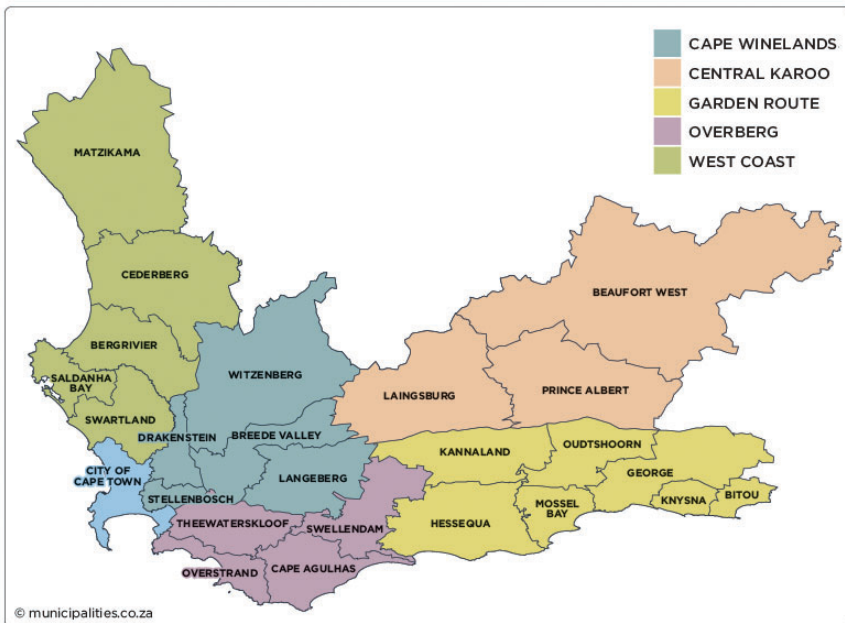 CAPE WINELANDS
CENTRAL KAROO
GARDEN ROUTE
OVERBERG
WEST COAST
MATZIKAMA
CEDERBERG
BEAUFORT WEST
BERGRIVIER
WITZENBERG
SALDANHA
BAY
LAINGSBURG
PRINCE ALBERT
SWARTLAND
DRAKENSTEIN
BREEDE VALLEY
KANNALAND
OUDTSHOORN
CITY OF
CAPE TOWN
LANGEBERG
GEORGE
STELLENBOSCH
KNYSNA
BITOU
MOSSEL
BAY
THEEWATERSKLOOF
SWELLENDAM
HESSEQUA
OVERSTRAND
CAPE AGULHAS
© municipalities.co.za